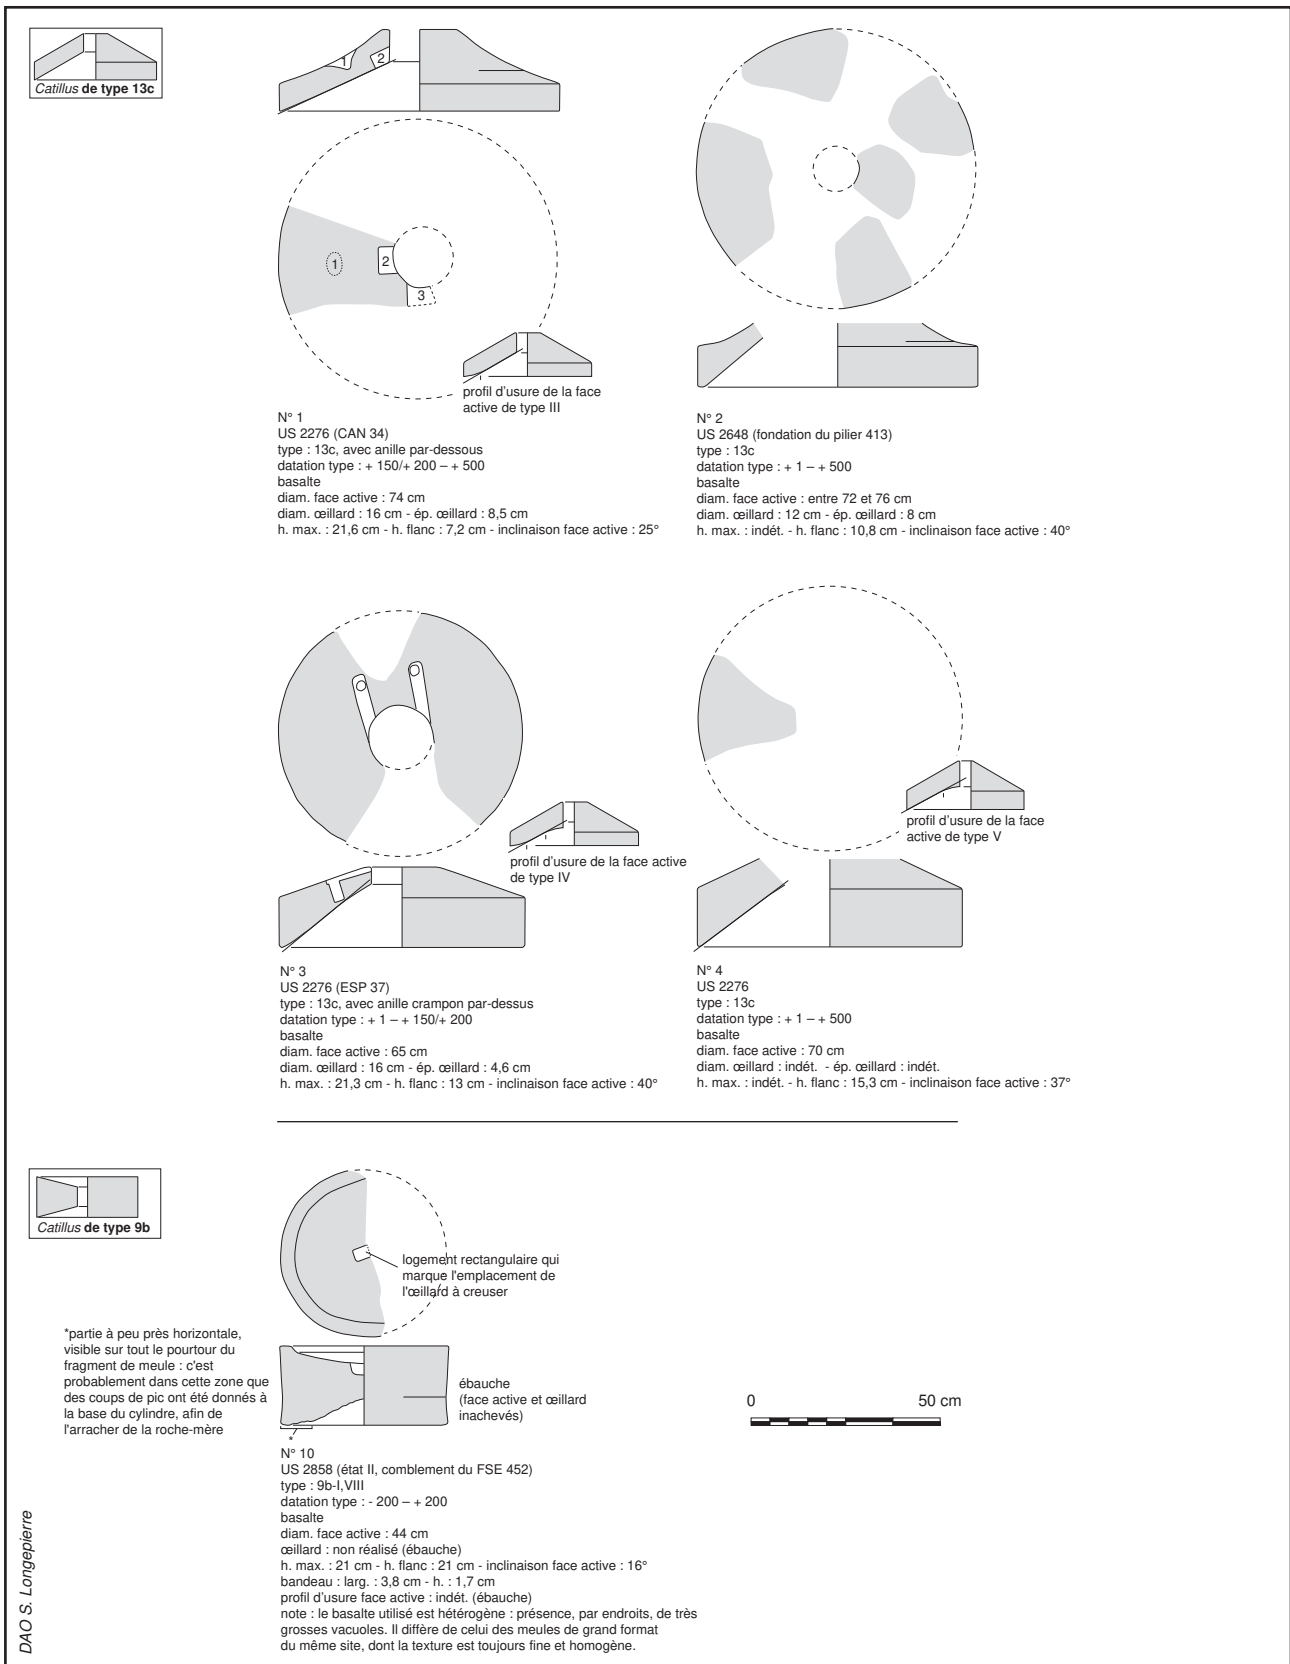 Catillus de type 13c
1
2
1
2
3
profil d'usure de la face
active de type III
N° 1
US 2276 (CAN 34)
type : 13c, avec anille par-dessous
datation type : + 150/+ 200 – + 500
basalte
diam. face active : 74 cm
diam. œillard : 16 cm - ép. œillard : 8,5 cm
h. max. : 21,6 cm - h. flanc : 7,2 cm - inclinaison face active : 25°
N° 2
US 2648 (fondation du pilier 413)
type : 13c
datation type : + 1 – + 500
basalte
diam. face active : entre 72 et 76 cm
diam. œillard : 12 cm - ép. œillard : 8 cm
h. max. : indét. - h. flanc : 10,8 cm - inclinaison face active : 40°
profil d'usure de la face active
de type IV
N° 3
US 2276 (ESP 37)
type : 13c, avec anille crampon par-dessus
datation type : + 1 – + 150/+ 200
basalte
diam. face active : 65 cm
diam. œillard : 16 cm - ép. œillard : 4,6 cm
h. max. : 21,3 cm - h. flanc : 13 cm - inclinaison face active : 40°
profil d'usure de la face
active de type V
N° 4
US 2276
type : 13c
datation type : + 1 – + 500
basalte
diam. face active : 70 cm
diam. œillard : indét. - ép. œillard : indét.
h. max. : indét. - h. flanc : 15,3 cm - inclinaison face active : 37°
Catillus de type 9b
logement rectangulaire qui
marque l'emplacement de
l'œillard à creuser
*partie à peu près horizontale,
visible sur tout le pourtour du
fragment de meule : c'est
probablement dans cette zone que
des coups de pic ont été donnés à
la base du cylindre, afin de
l'arracher de la roche-mère
ébauche
(face active et œillard
inachevés)
*
0 50 cm
N° 10
US 2858 (état II, comblement du FSE 452)
type : 9b-I,VIII
datation type : - 200 – + 200
basalte
diam. face active : 44 cm
œillard : non réalisé (ébauche)
h. max. : 21 cm - h. flanc : 21 cm - inclinaison face active : 16°
bandeau : larg. : 3,8 cm - h. : 1,7 cm
profil d'usure face active : indét. (ébauche)
note : le basalte utilisé est hétérogène : présence, par endroits, de très
grosses vacuoles. Il diffère de celui des meules de grand format
du même site, dont la texture est toujours fine et homogène.
DAO S. Longepierre